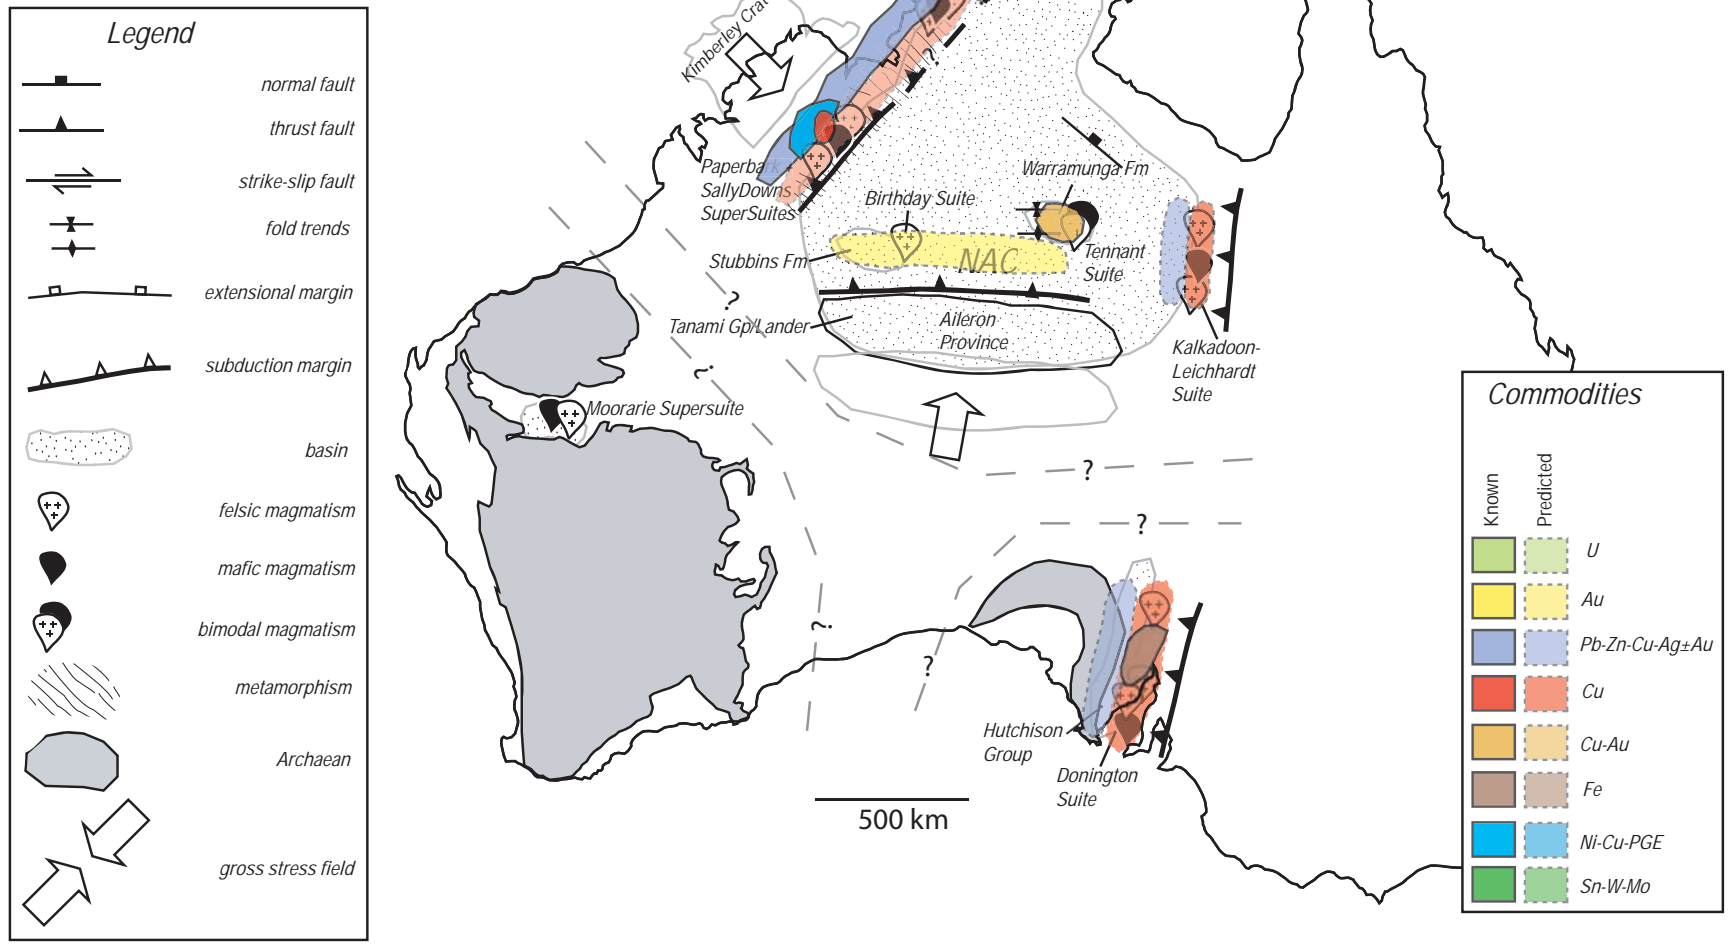 Legend
normal fault
thrust fault
strike-slip fault
fold trends
extensional margin
subduction margin
basin
felsic magmatism
mafic magmatism
bimodal magmatism
metamorphism
Archaean
gross stress field
Kimberley Crat
?
Paperbark
SallyDowns
SuperSuites
Birthday Suite
Warramunga Fm
Stubbins Fm
NAC
Tennant
Suite
?
Tanami Gp/Lander
Aileron
Province
Kalkadoon-
Leichhardt
Suite
?
Moorarie Supersuite
?
?
?
?
Hutchison
Group
Donington
Suite
500 km
Commodities
Known
Predicted
U
Au
Pb-Zn-Cu-Ag±Au
Cu
Cu-Au
Fe
Ni-Cu-PGE
Sn-W-Mo